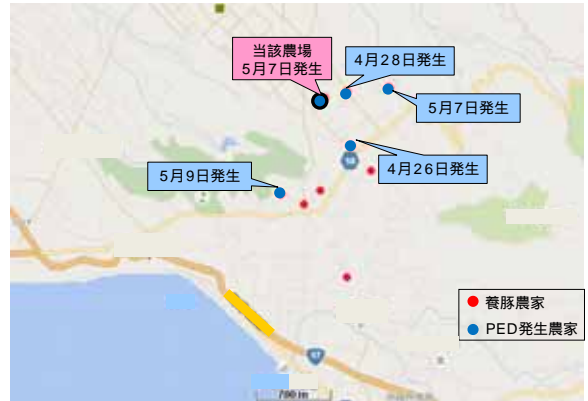 当該農場
5月7日発生
4月28日発生
5月7日発生
5月9日発生
4月26日発生
養豚農家
PED発生農家
700 m